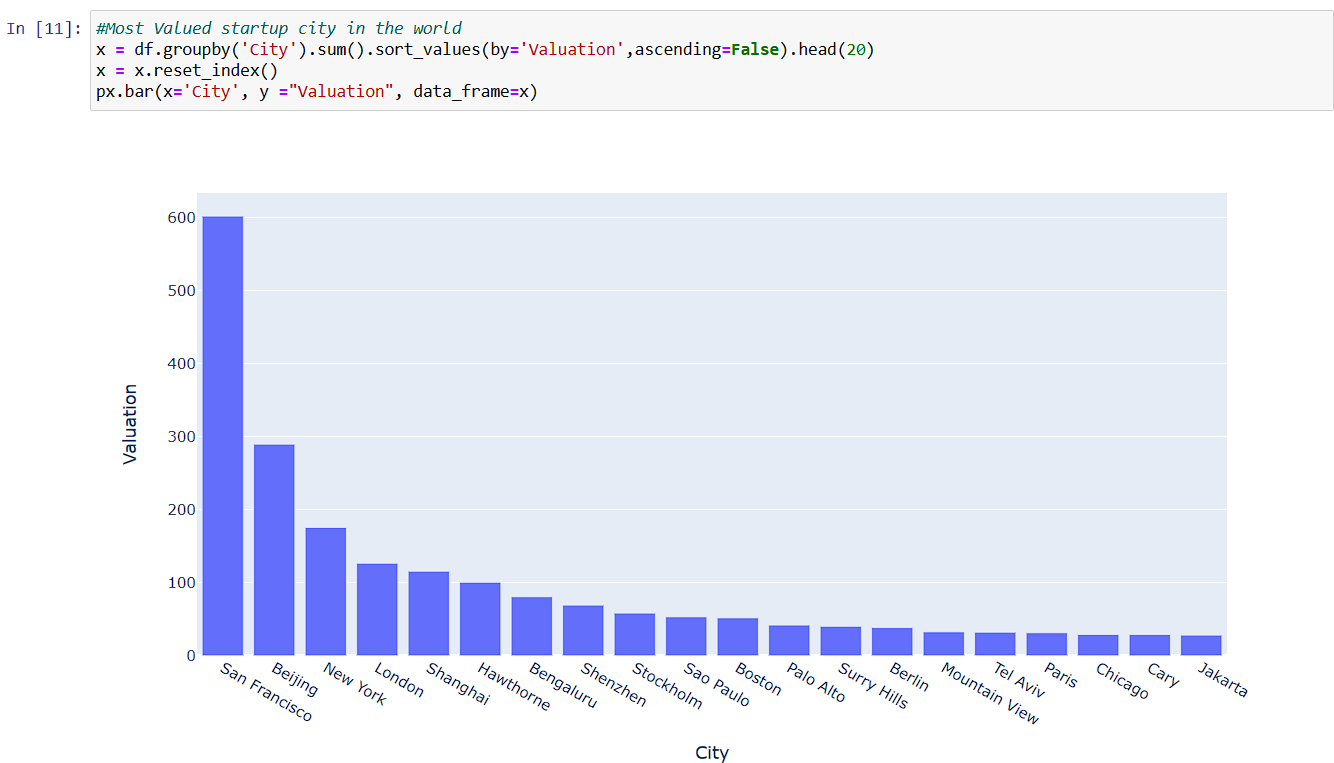 In [11]: #Most Valued startup city in the world
x = df.groupby('City').sum().sort_values(by='Valuation',ascending=False).head(20)
x = x.reset_index()
px.bar(x='City', y ="Valuation", data_frame=x)
600
500
400
300
200
100
0
Valuation
San Francisco
Beijing
New York
London
Shanghai
Hawthorne
Bengaluru
Shenzhen
Stockholm
Sao Paulo
Boston
Palo Alto
Surry Hills
Berlin
Mountain View
Tel Aviv
Paris
Chicago
Cary
Jakarta
City